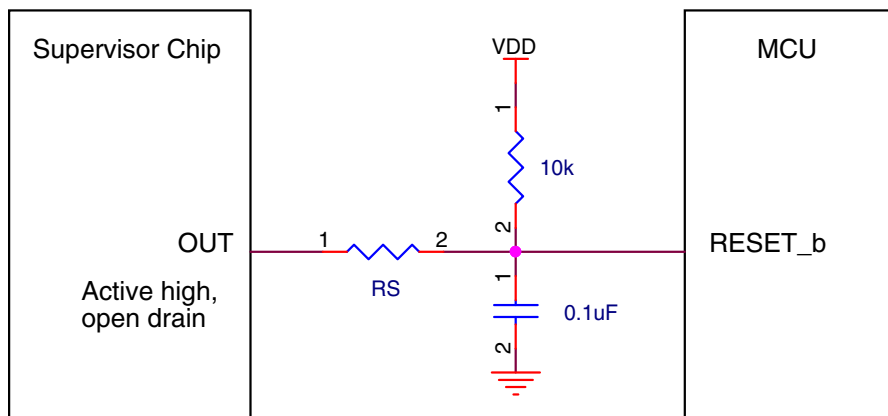 Supervisor Chip
VDD
MCU
1
10k
2
OUT
1
2
RESET_b
RS
1
Active high,
open drain
0.1uF
2